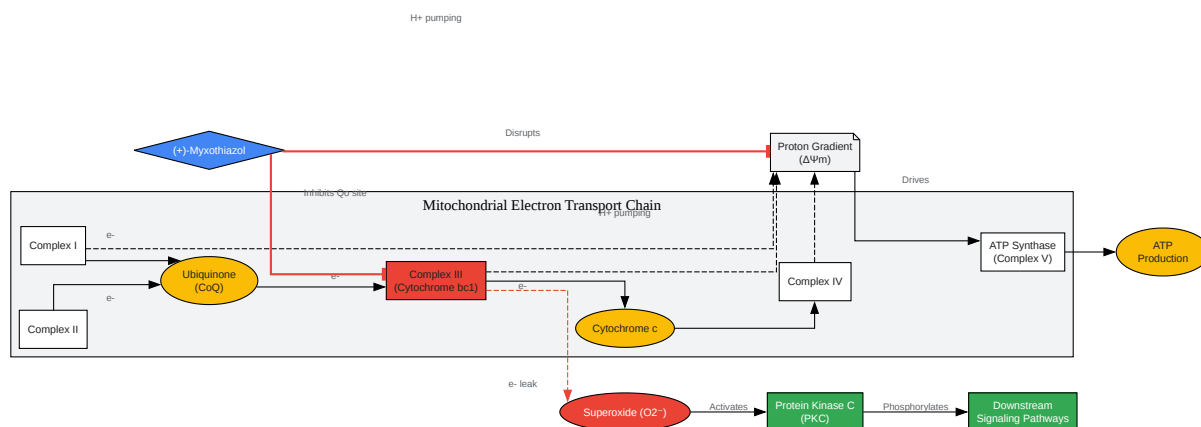 H+ pumping
Disrupts
(+)-Myxothiazol
Proton Gradient
(ΔΨm)
Drives
Inhibits Qo site
Mitochondrial Electron Transport Chain
H+ pumping
Complex I
e-
ATP Synthase
(Complex V)
ATP
Production
Ubiquinone
(CoQ)
e-
Complex III
(Cytochrome bc1)
e-
Complex IV
e-
Complex II
Cytochrome c
e- leak
Superoxide (O2⁻)
Activates
Protein Kinase C
(PKC)
Phosphorylates
Downstream
Signaling Pathways